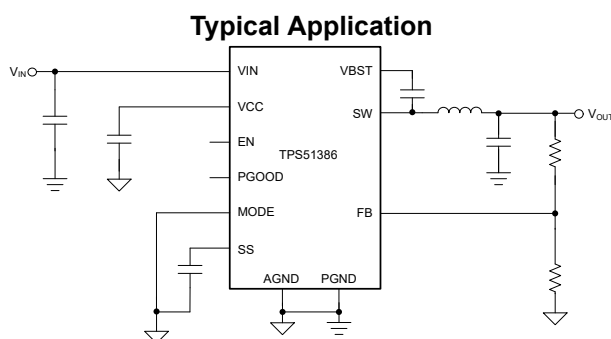 Typical Application
VIN
VIN
VBST
VCC
SW
VOUT
EN
TPS51386
PGOOD
MODE
FB
SS
AGND
PGND